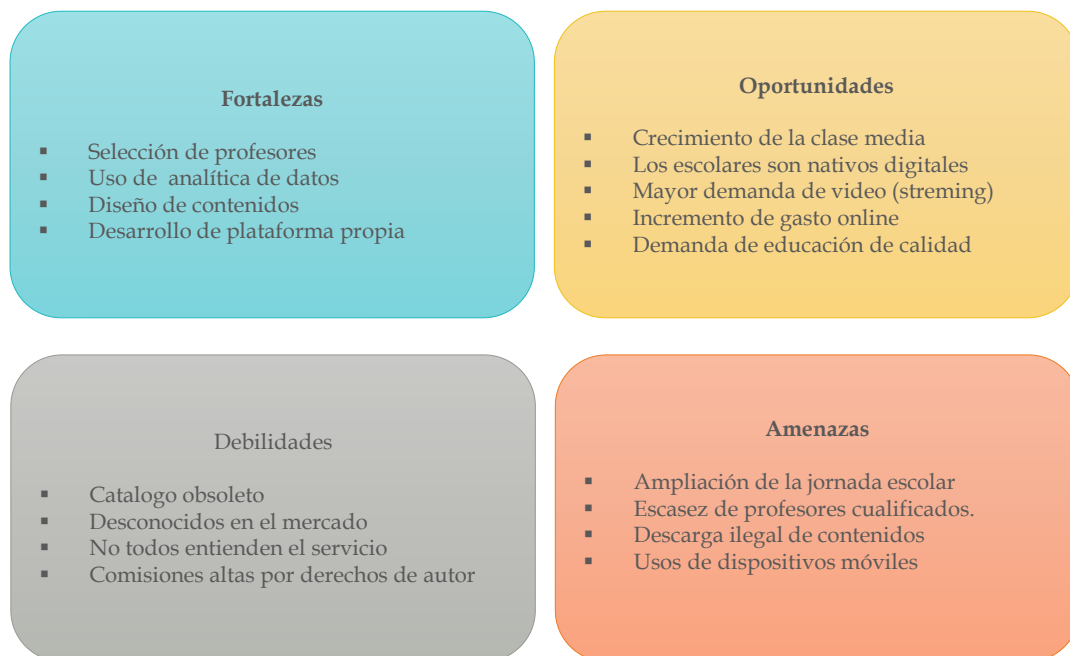 Fortalezas
▪ Selección de profesores
▪ Uso de analítica de datos
▪ Diseño de contenidos
▪ Desarrollo de plataforma propia
Oportunidades
▪ Crecimiento de la clase media
▪ Los escolares son nativos digitales
▪ Mayor demanda de video (streming)
▪ Incremento de gasto online
▪ Demanda de educación de calidad
Debilidades
▪ Catalogo obsoleto
▪ Desconocidos en el mercado
▪ No todos entienden el servicio
▪ Comisiones altas por derechos de autor
Amenazas
▪ Ampliación de la jornada escolar
▪ Escasez de profesores cualificados.
▪ Descarga ilegal de contenidos
▪ Usos de dispositivos móviles